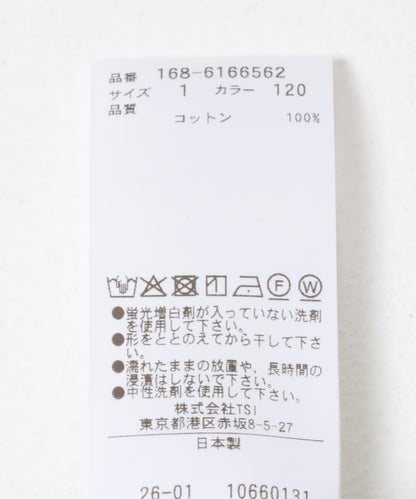 品番 168-6166562
サイズ 1 カラー 120
品質
コットン 100%
F W
●蛍光増白剤が入っていない洗剤
を使用して下さい。
●形をととのえてから干して下さ
い。
●濡れたままの放置や、長時間の
浸漬はしないで下さい。
●中性洗剤を使用して下さい。
株式会社TSI
東京都港区赤坂8-5-27
日本製
26-01 10660131